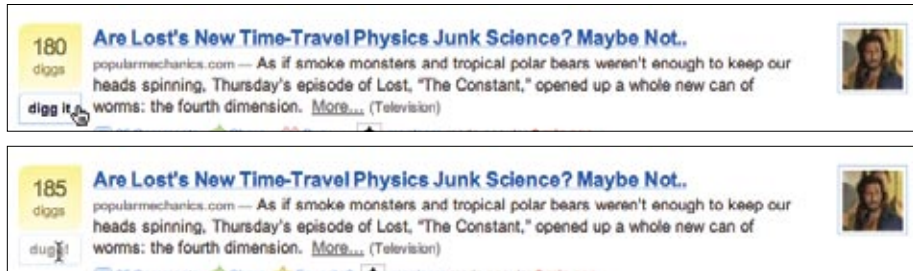 180
diggs
digg it
Are Lost's New Time-Travel Physics Junk Science? Maybe Not..
popularmechanics.com — As if smoke monsters and tropical polar bears weren't enough to keep our
heads spinning, Thursday's episode of Lost, "The Constant," opened up a whole new can of
worms: the fourth dimension. More... (Television)
185
diggs
Are Lost's New Time-Travel Physics Junk Science? Maybe Not..
popularmechanics.com — As if smoke monsters and tropical polar bears weren't enough to keep our
heads spinning, Thursday's episode of Lost, "The Constant," opened up a whole new can of
worms: the fourth dimension. More... (Television)